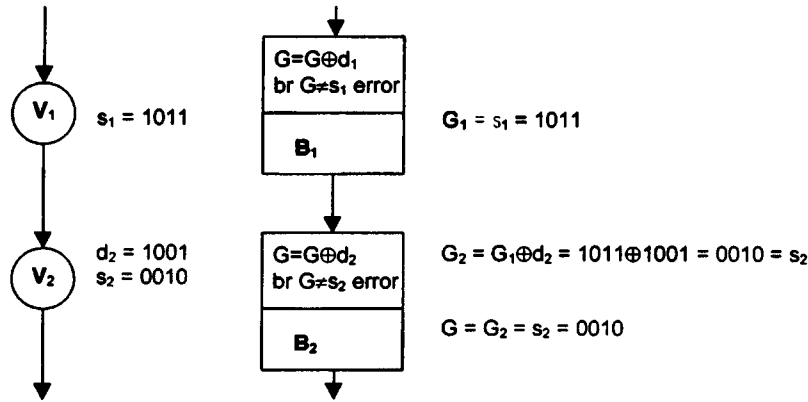 G=G⊕d₁
br G≠s₁ error
V₁
s₁ = 1011
B₁
G₁ = s₁ = 1011
d₂ = 1001
s₂ = 0010
V₂
G=G⊕d₂
br G≠s₂ error
B₂
G₂ = G₁⊕d₂ = 1011⊕1001 = 0010 = s₂
G = G₂ = s₂ = 0010